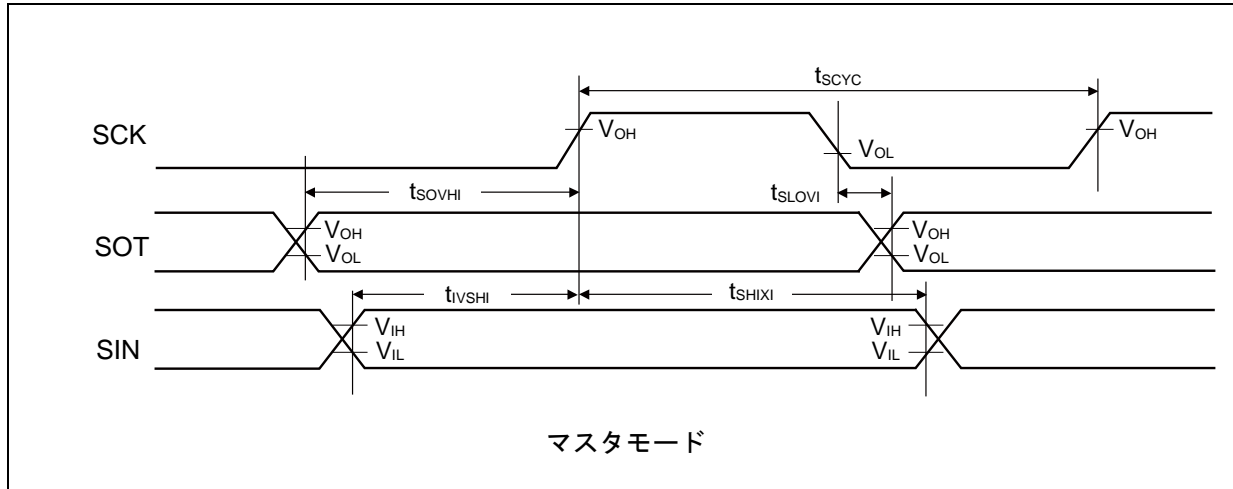 tSCYC
SCK
VOH
VOL
VOH
tSOVHI
tSLOVI
SOT
VOH
VOL
VOH
VOL
tIVSHI
tSHIXI
SIN
VIH
VIL
VIH
VIL
マスタモード